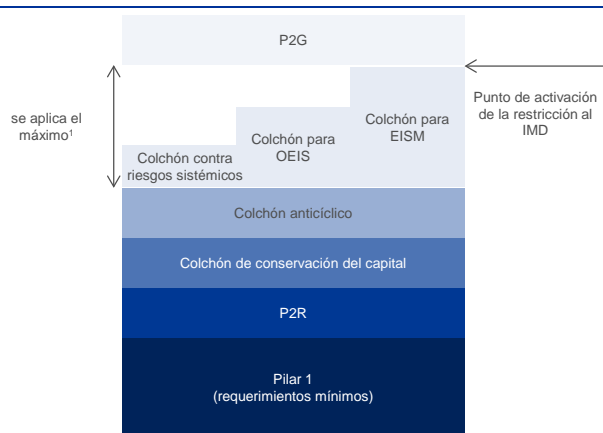 P2G
se aplica el
máximo¹
Punto de activación
de la restricción al
IMD
Colchón contra
riesgos sistémicos
Colchón para
OEIS
Colchón para
EISM
Colchón anticíclico
Colchón de conservación del capital
P2R
Pilar 1
(requerimientos mínimos)